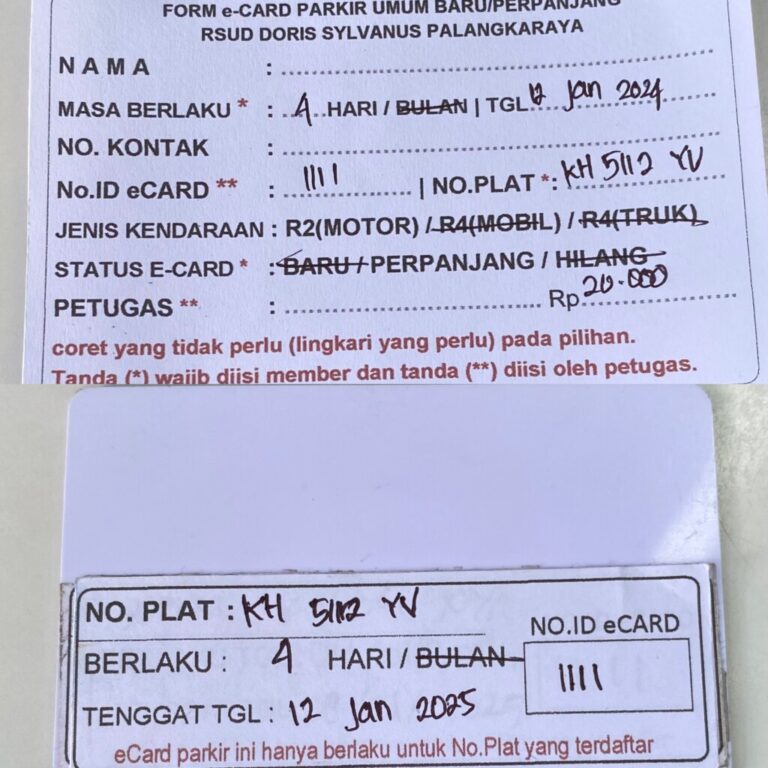 FORM e-CARD PARKIR UMUM BARU/PERPANJANG
RSUD DORIS SYLVANUS PALANGKARAYA
NAMA :
MASA BERLAKU * : 4 HARI / BULAN | TGL 12 Jan 2024
NO. KONTAK :
No.ID eCARD ** : 1111 | NO.PLAT *: KH 5112 YV
JENIS KENDARAAN : R2(MOTOR) / R4(MOBIL) / R4(TRUK)
STATUS E-CARD * : BARU / PERPANJANG / HILANG
PETUGAS ** : Rp 20.000
coret yang tidak perlu (lingkari yang perlu) pada pilihan.
Tanda (*) wajib diisi member dan tanda (**) diisi oleh petugas.
NO. PLAT : KH 5112 YV
BERLAKU : 4 HARI / BULAN
TENGGAT TGL : 12 Jan 2025
NO.ID eCARD
1111
eCard parkir ini hanya berlaku untuk No.Plat yang terdaftar